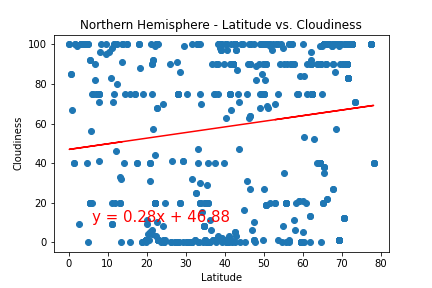 Northern Hemisphere - Latitude vs. Cloudiness
100
80
60
40
20
0
Cloudiness
y = 0.28x + 46.88
0 10 20 30 40 50 60 70 80
Latitude